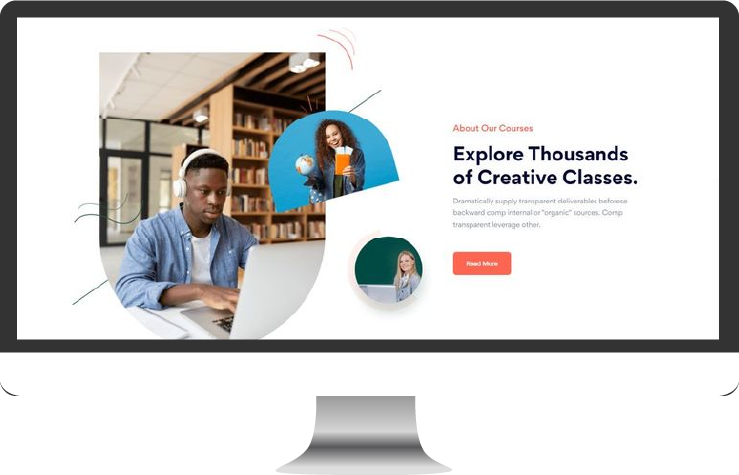 About Our Courses
Explore Thousands
of Creative Classes.
Dramatically supply transparent deliverables before
backward comp internal or "organic" sources. Comp
transparent leverage other.
Read More